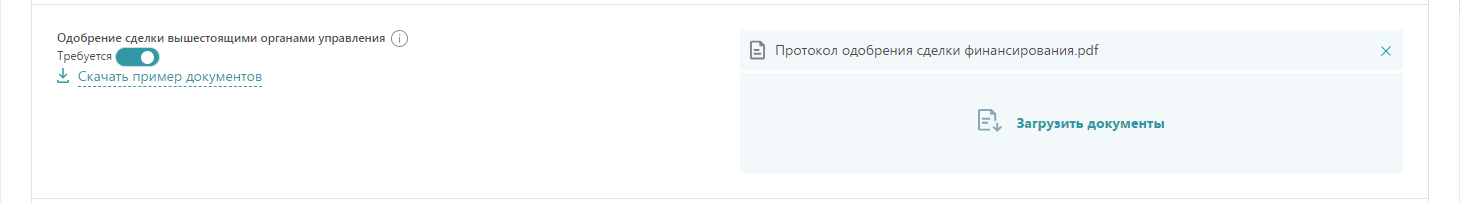 Одобрение сделки вышестоящими органами управления
Требуется
Скачать пример документов
Протокол одобрения сделки финансирования.pdf
Загрузить документы